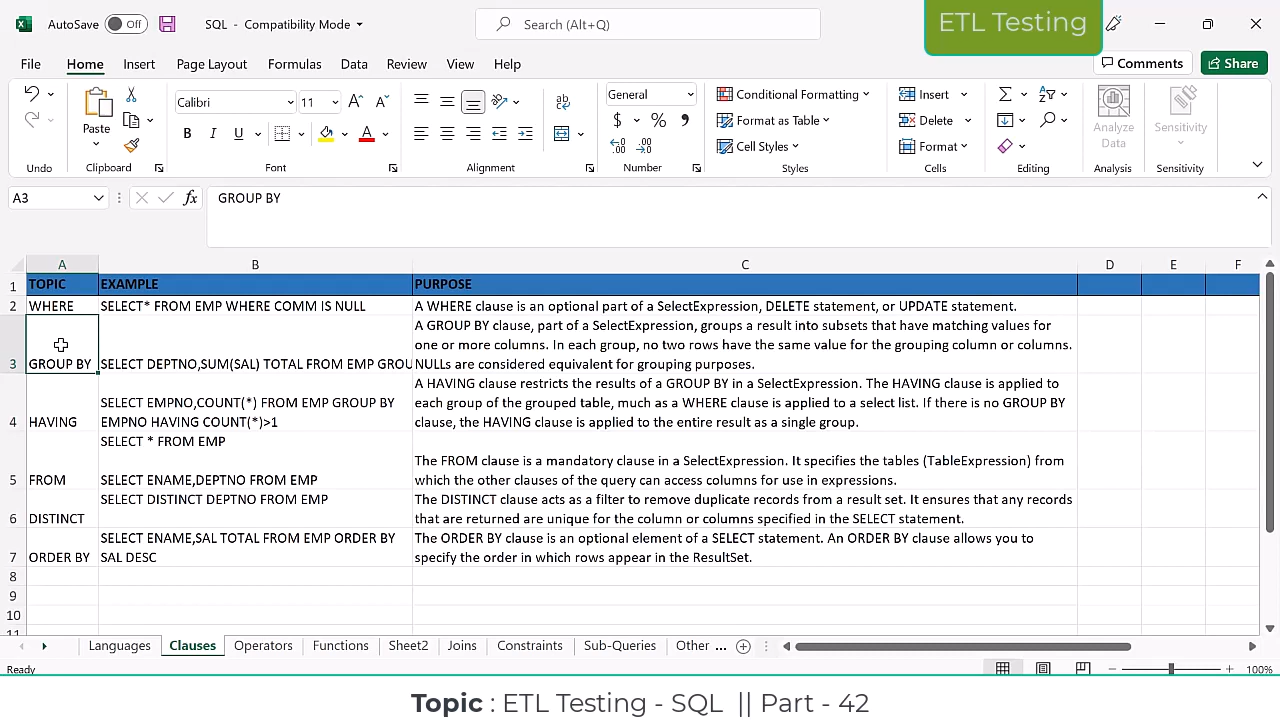 AutoSave Off SQL - Compatibility Mode Search (Alt+Q) ETL Testing
File Home Insert Page Layout Formulas Data Review View Help Comments Share
Calibri 11 General Conditional Formatting Insert
Paste B I U $ % Format as Table Delete Analyze Data Sensitivity
Cell Styles Format
Undo Clipboard Font Alignment Number Styles Cells Editing Analysis Sensitivity
A3 fx GROUP BY
A B C D E F
1 TOPIC EXAMPLE PURPOSE
2 WHERE SELECT* FROM EMP WHERE COMM IS NULL A WHERE clause is an optional part of a SelectExpression, DELETE statement, or UPDATE statement.
A GROUP BY clause, part of a SelectExpression, groups a result into subsets that have matching values for
one or more columns. In each group, no two rows have the same value for the grouping column or columns.
3 GROUP BY SELECT DEPTNO,SUM(SAL) TOTAL FROM EMP GROU NULLs are considered equivalent for grouping purposes.
A HAVING clause restricts the results of a GROUP BY in a SelectExpression. The HAVING clause is applied to
SELECT EMPNO,COUNT(*) FROM EMP GROUP BY each group of the grouped table, much as a WHERE clause is applied to a select list. If there is no GROUP BY
4 HAVING EMPNO HAVING COUNT(*)>1 clause, the HAVING clause is applied to the entire result as a single group.
SELECT * FROM EMP
The FROM clause is a mandatory clause in a SelectExpression. It specifies the tables (TableExpression) from
5 FROM SELECT ENAME,DEPTNO FROM EMP which the other clauses of the query can access columns for use in expressions.
SELECT DISTINCT DEPTNO FROM EMP The DISTINCT clause acts as a filter to remove duplicate records from a result set. It ensures that any records
6 DISTINCT that are returned are unique for the column or columns specified in the SELECT statement.
SELECT ENAME,SAL TOTAL FROM EMP ORDER BY The ORDER BY clause is an optional element of a SELECT statement. An ORDER BY clause allows you to
7 ORDER BY SAL DESC specify the order in which rows appear in the ResultSet.
8
9
10
11
Languages Clauses Operators Functions Sheet2 Joins Constraints Sub-Queries Other ...
Ready 100%
Topic : ETL Testing - SQL || Part - 42